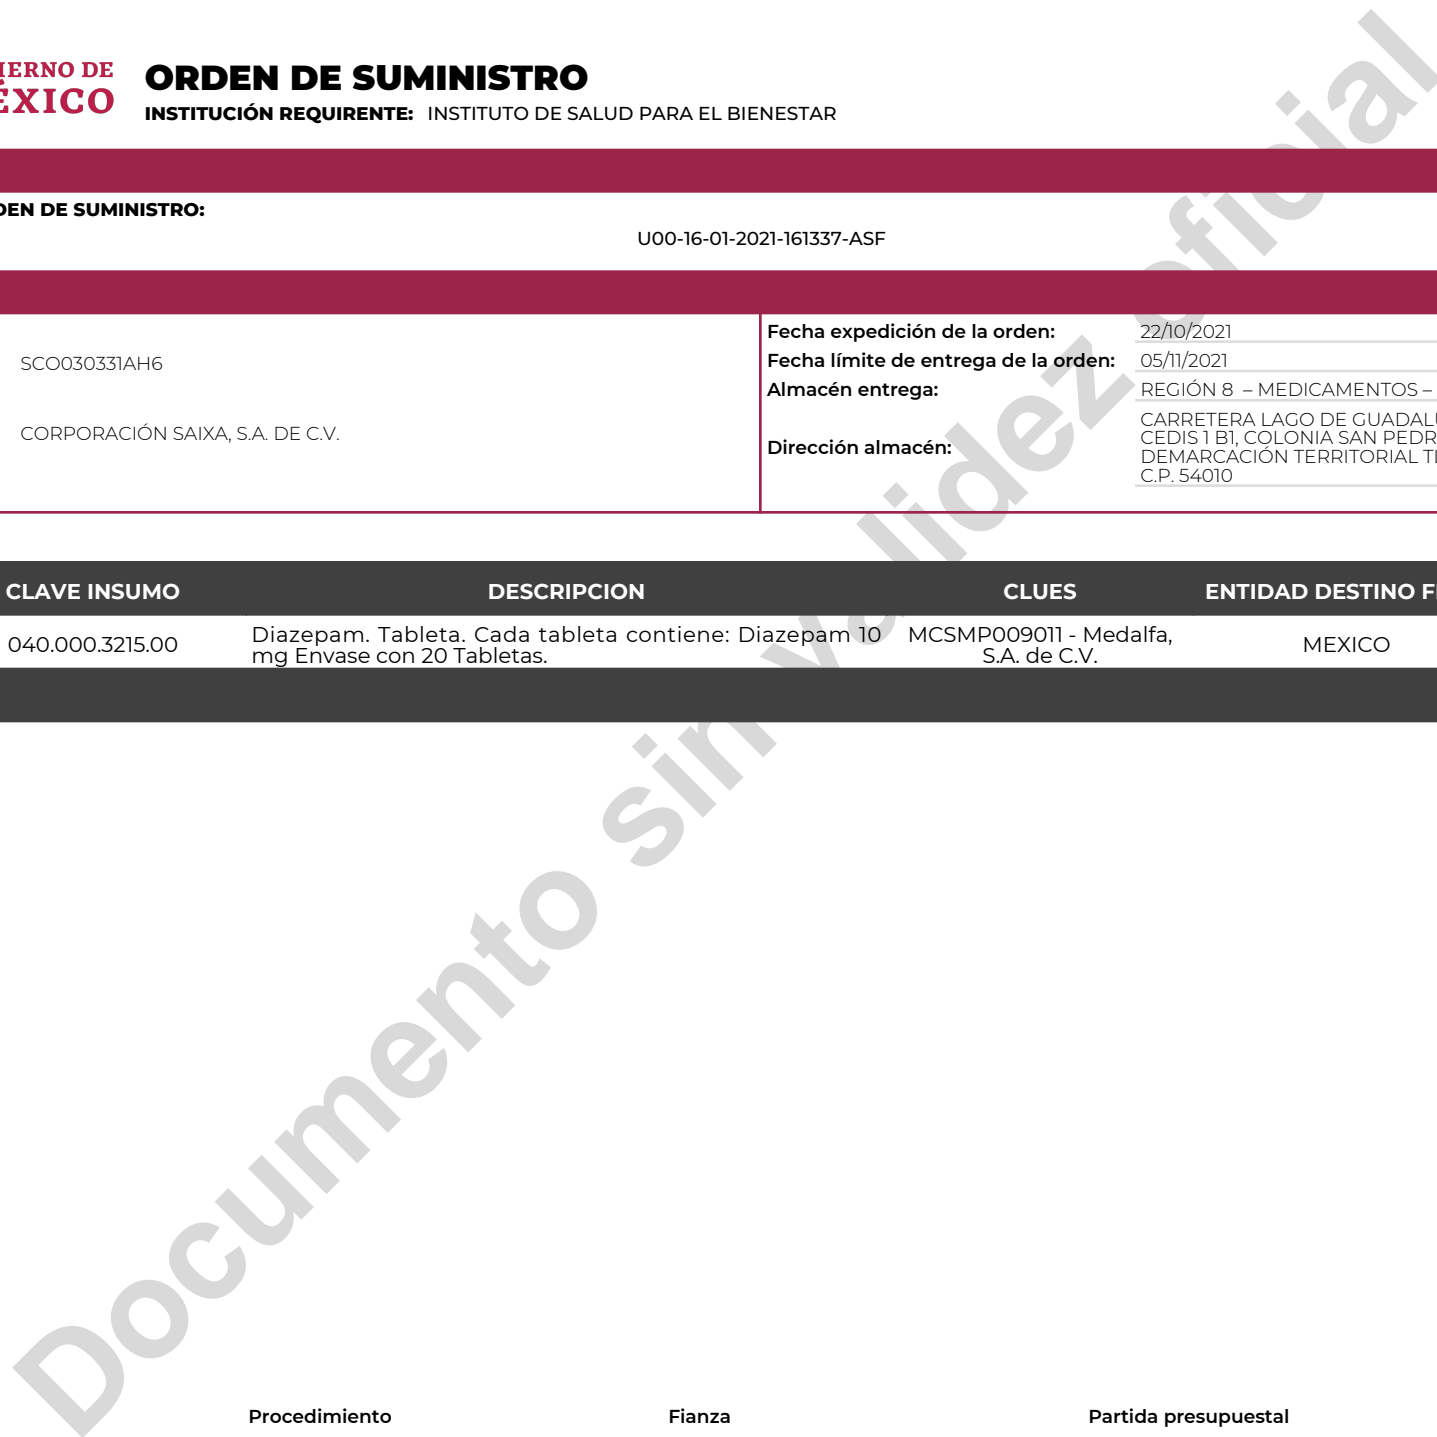 IERNO DE
ÉXICO
ORDEN DE SUMINISTRO
INSTITUCIÓN REQUIRENTE: INSTITUTO DE SALUD PARA EL BIENESTAR
DEN DE SUMINISTRO:
U00-16-01-2021-161337-ASF
SCO030331AH6
CORPORACIÓN SAIXA, S.A. DE C.V.
Fecha expedición de la orden: 22/10/2021
Fecha límite de entrega de la orden: 05/11/2021
Almacén entrega: REGIÓN 8 – MEDICAMENTOS –
Dirección almacén:
CARRETERA LAGO DE GUADALU
CEDIS 1 B1, COLONIA SAN PEDR
DEMARCACIÓN TERRITORIAL TL
C.P. 54010
CLAVE INSUMO DESCRIPCION CLUES ENTIDAD DESTINO FI
040.000.3215.00
Diazepam. Tableta. Cada tableta contiene: Diazepam 10
mg Envase con 20 Tabletas.
MCSMP009011 - Medalfa,
S.A. de C.V.
MEXICO
Documento sin validez oficial
Procedimiento Fianza Partida presupuestal